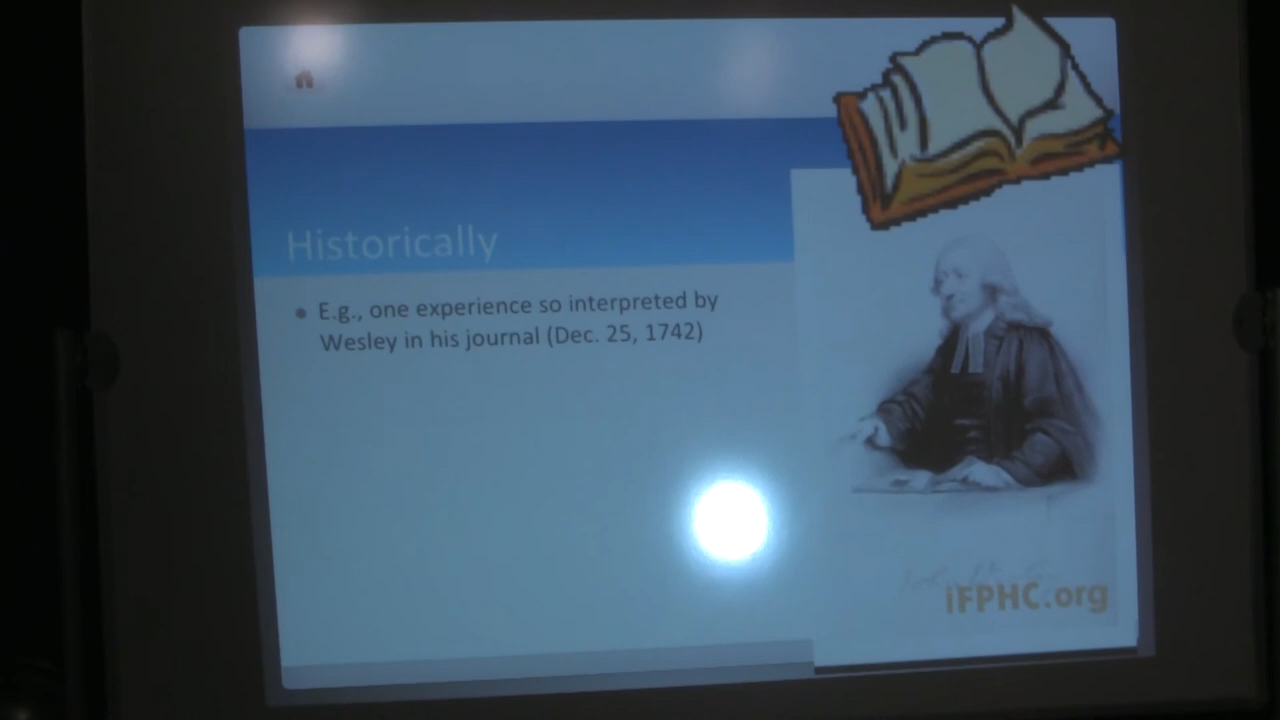 Historically
• E.g., one experience so interpreted by
Wesley in his journal (Dec. 25, 1742)
iFPHC.org